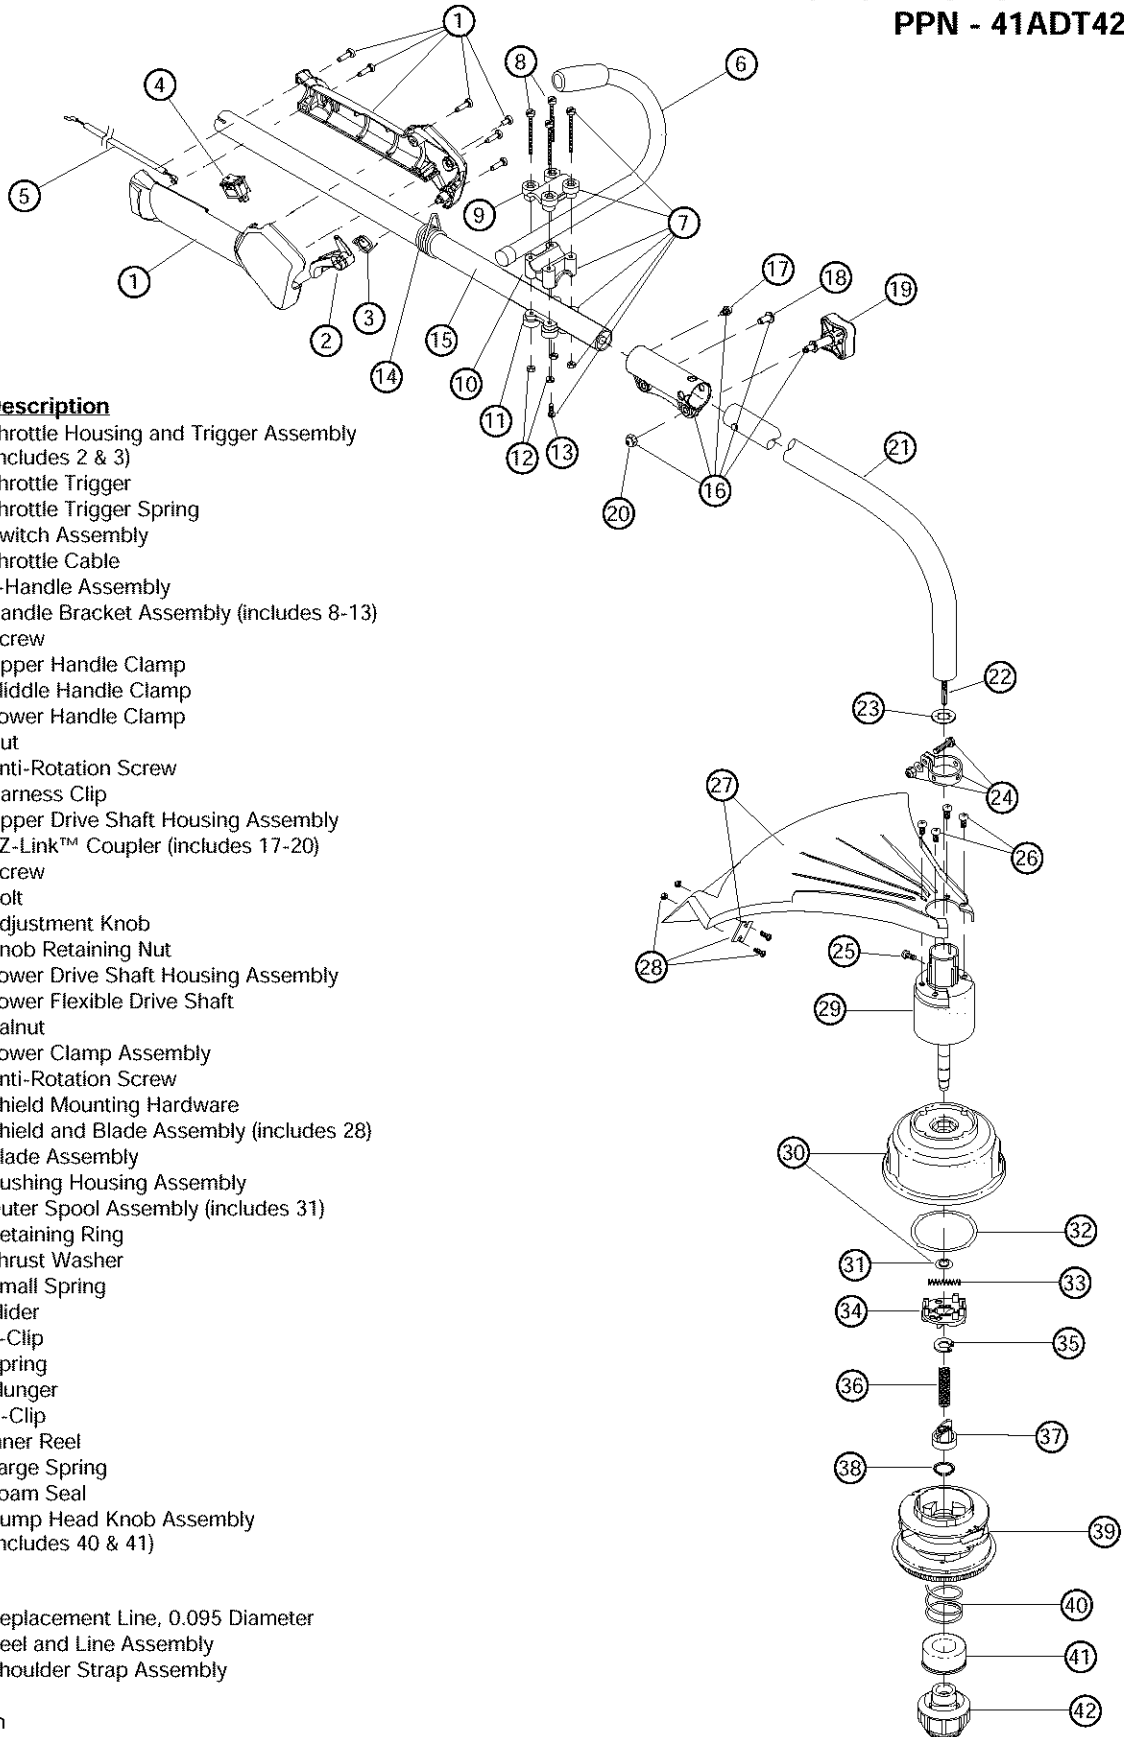 PPN - 41ADT42
1
8
6
4
5
9
7
1
17
18
19
3
2
15
14
10
11
12
13
16
20
21
escription
hrottle Housing and Trigger Assembly
ncludes 2 & 3)
hrottle Trigger
hrottle Trigger Spring
witch Assembly
hrottle Cable
-Handle Assembly
andle Bracket Assembly (includes 8-13)
crew
pper Handle Clamp
liddle Handle Clamp
ower Handle Clamp
ut
nti-Rotation Screw
arness Clip
pper Drive Shaft Housing Assembly
Z-Link™ Coupler (includes 17-20)
crew
olt
djustment Knob
nob Retaining Nut
ower Drive Shaft Housing Assembly
ower Flexible Drive Shaft
alnut
ower Clamp Assembly
nti-Rotation Screw
hield Mounting Hardware
hield and Blade Assembly (includes 28)
lade Assembly
ushing Housing Assembly
uter Spool Assembly (includes 31)
etaining Ring
hrust Washer
mall Spring
lider
-Clip
pring
lunger
-Clip
nner Reel
arge Spring
oam Seal
ump Head Knob Assembly
ncludes 40 & 41)
eplacement Line, 0.095 Diameter
eel and Line Assembly
houlder Strap Assembly
n
22
23
24
27
26
28
25
29
30
32
31
33
34
35
36
37
38
39
40
41
42